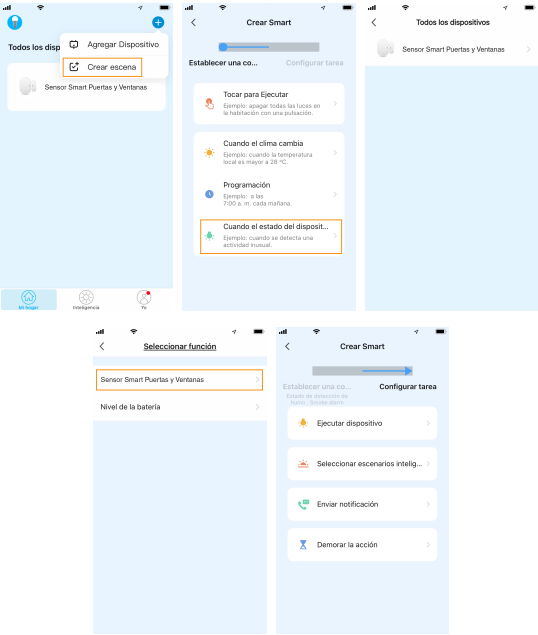 Todos los disp
Agregar Dispositivo
Crear escena
Sensor Smart Puertas y Ventanas
Mi hogar
Inteligencia
Yo
Crear Smart
Establecer una co...
Configurar tarea
Tocar para Ejecutar
Ejemplo: apagar todas las luces en
la habitación con una pulsación.
Cuando el clima cambia
Ejemplo: cuando la temperatura
local es mayor a 28 °C.
Programación
Ejemplo: a las
7:00 a. m. cada mañana.
Cuando el estado del disposit...
Ejemplo: cuando se detecta una
actividad inusual.
Todos los dispositivos
Sensor Smart Puertas y Ventanas
Seleccionar función
Sensor Smart Puertas y Ventanas
Nivel de la batería
Crear Smart
Establecer una co...
Configurar tarea
Estado de detección de
Ejecutar dispositivo
Seleccionar escenarios intelig...
Enviar notificación
Demorar la acción